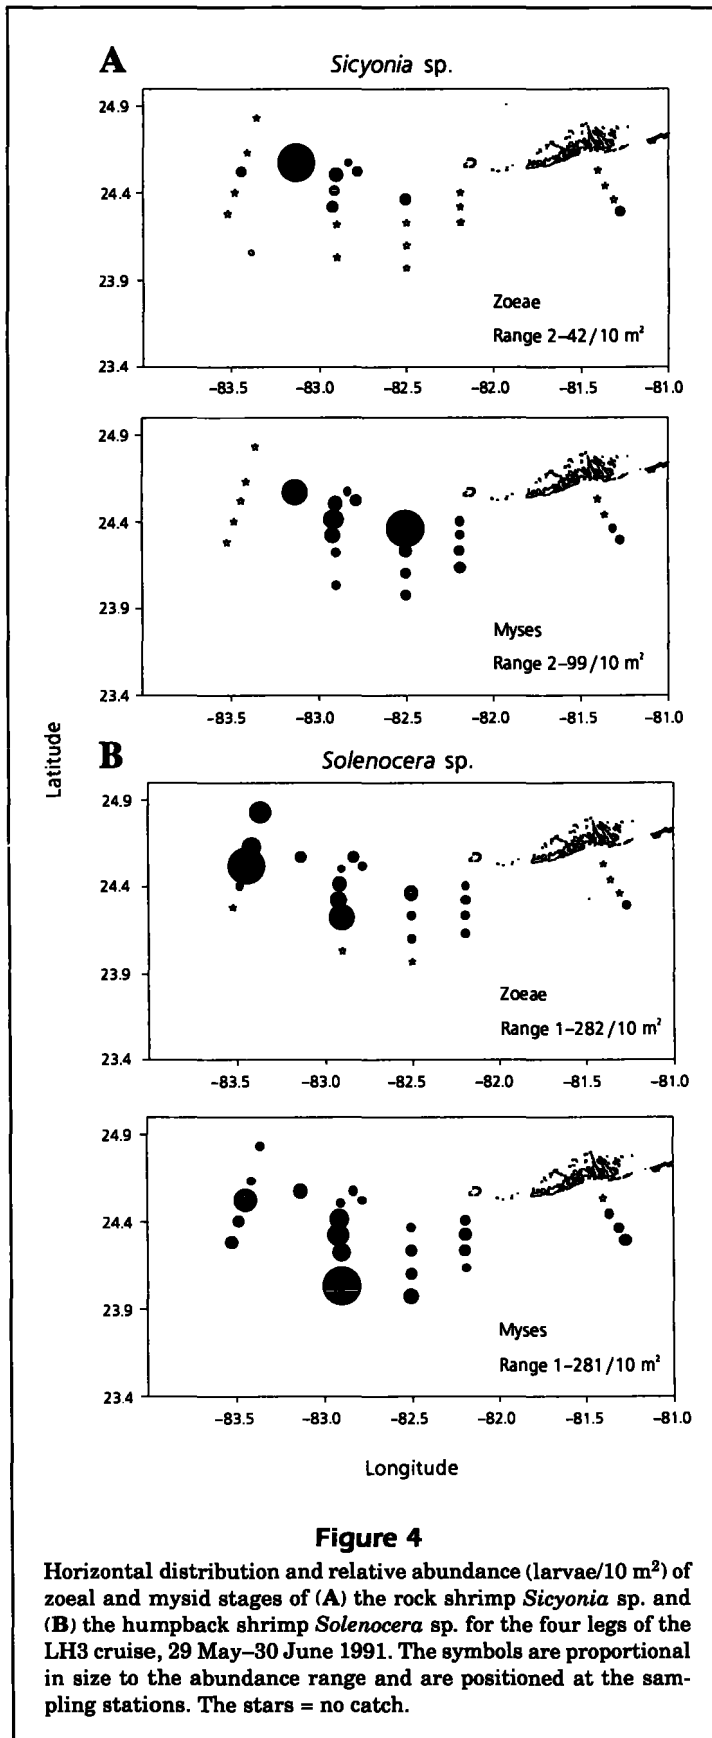 A
Sicyonia sp.
24.9
24.4
23.9
23.4
Zoeae
Range 2–42/10 m²
−83.5 −83.0 −82.5 −82.0 −81.5 −81.0
24.9
24.4
23.9
23.4
Myses
Range 2–99/10 m²
−83.5 −83.0 −82.5 −82.0 −81.5 −81.0
Latitude
B
Solenocera sp.
24.9
24.4
23.9
23.4
Zoeae
Range 1–282/10 m²
−83.5 −83.0 −82.5 −82.0 −81.5 −81.0
24.9
24.4
23.9
23.4
Myses
Range 1–281/10 m²
−83.5 −83.0 −82.5 −82.0 −81.5 −81.0
Longitude
Figure 4
Horizontal distribution and relative abundance (larvae/10 m²) of
zoeal and mysid stages of (A) the rock shrimp Sicyonia sp. and
(B) the humpback shrimp Solenocera sp. for the four legs of the
LH3 cruise, 29 May–30 June 1991. The symbols are proportional
in size to the abundance range and are positioned at the sam-
pling stations. The stars = no catch.